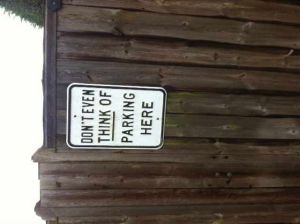 DON'T EVEN
THINK OF
PARKING
HERE